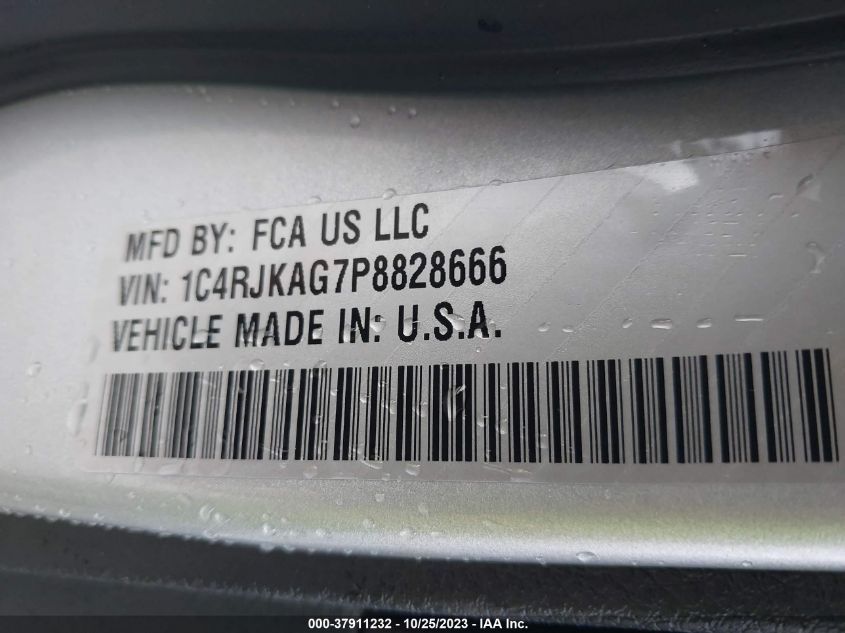 MFD BY: FCA US LLC
VIN: 1C4RJKAG7P8828666
VEHICLE MADE IN: U.S.A.
000-37911232 - 10/25/2023 - IAA Inc.